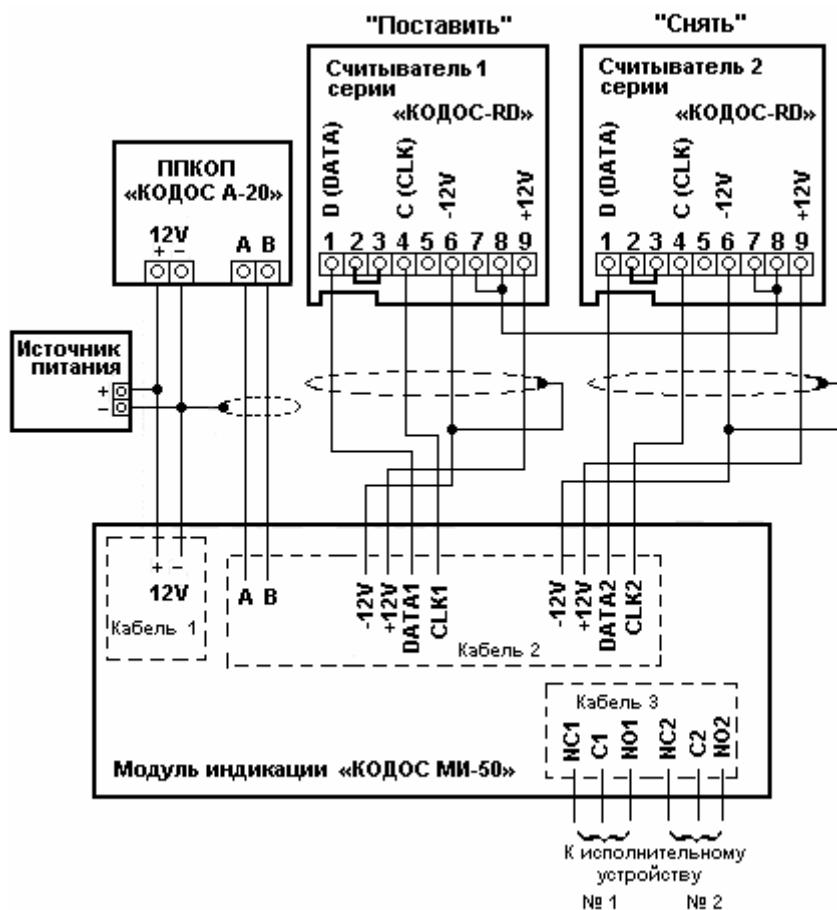 "Поставить"
"Снять"
Считыватель 1
серии
«КОДОС-RD»
D (DATA)
C (CLK)
-12V
+12V
1 2 3 4 5 6 7 8 9
Считыватель 2
серии
«КОДОС-RD»
D (DATA)
C (CLK)
-12V
+12V
1 2 3 4 5 6 7 8 9
ППКОП
«КОДОС А-20»
12V
+ −
A B
Источник
питания
+
−
+ −
12V
Кабель 1
A B
-12V
+12V
DATA1
CLK1
-12V
+12V
DATA2
CLK2
Кабель 2
Кабель 3
NC1
C1
NO1
NC2
C2
NO2
Модуль индикации «КОДОС МИ-50»
К исполнительному
устройству
№ 1 № 2